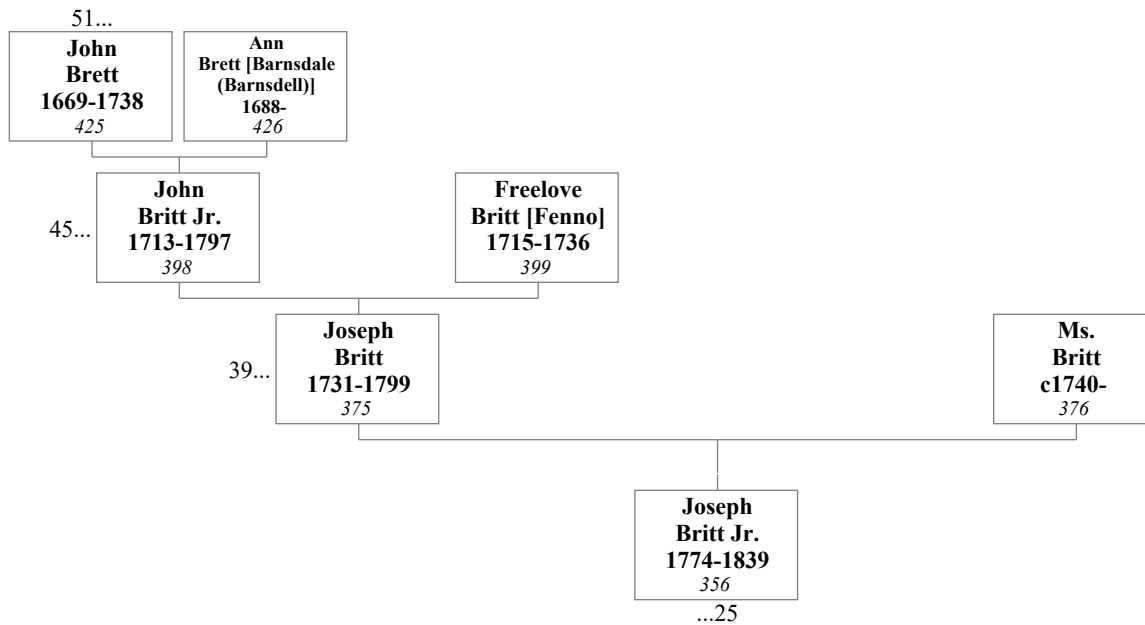 51...
John
Brett
1669-1738
425
Ann
Brett [Barnsdale
(Barnsdell)]
1688-
426
45...
John
Britt Jr.
1713-1797
398
Freelove
Britt [Fenno]
1715-1736
399
39...
Joseph
Britt
1731-1799
375
Ms.
Britt
c1740-
376
Joseph
Britt Jr.
1774-1839
356
...25